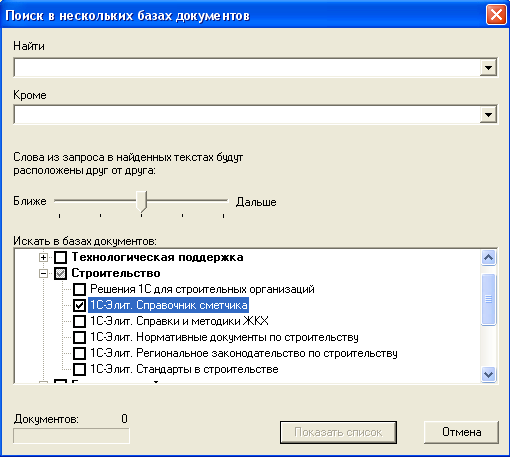 Поиск в нескольких базах документов
Найти
Кроме
Слова из запроса в найденных текстах будут
расположены друг от друга:
Ближе
Дальше
Искать в базах документов:
Технологическая поддержка
Строительство
Решения 1С для строительных организаций
1С-Элит. Справочник сметчика
1С-Элит. Справки и методики ЖКХ
1С-Элит. Нормативные документы по строительству
1С-Элит. Региональное законодательство по строительству
1С-Элит. Стандарты в строительстве
Документов: 0
Показать список
Отмена